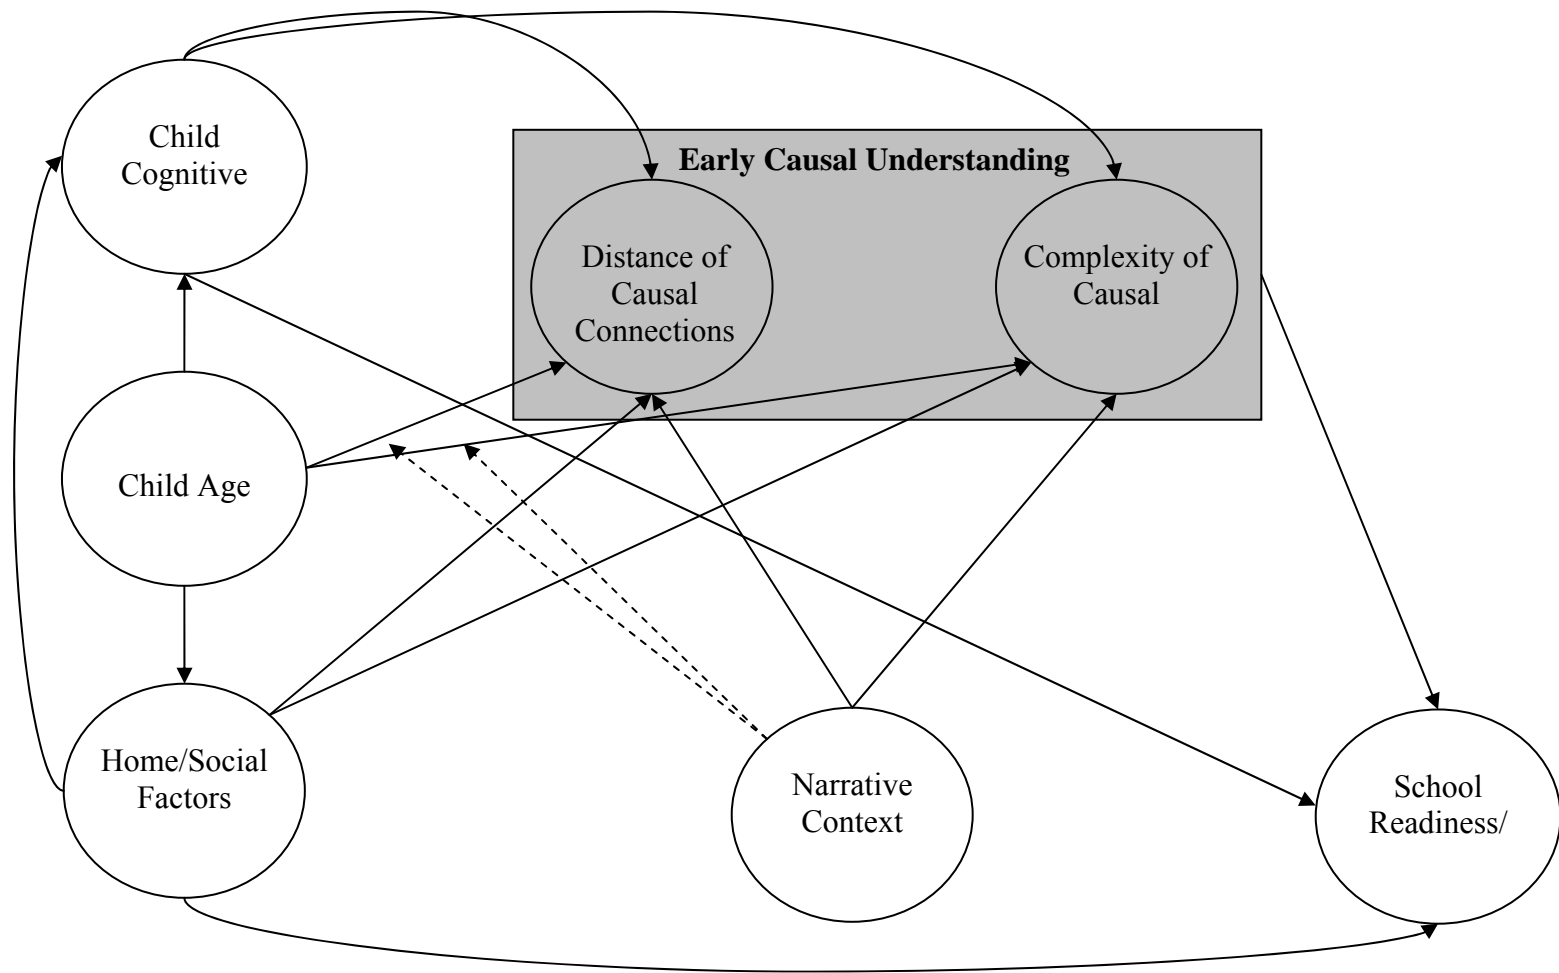 Child
Cognitive
Early Causal Understanding
Distance of
Causal
Connections
Complexity of
Causal
Child Age
Home/Social
Factors
Narrative
Context
School
Readiness/